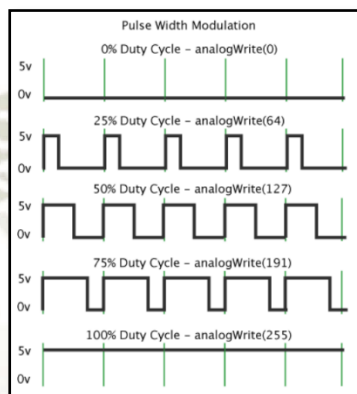 Pulse Width Modulation
0% Duty Cycle – analogWrite(0)
5v
0v
25% Duty Cycle – analogWrite(64)
5v
0v
50% Duty Cycle – analogWrite(127)
5v
0v
75% Duty Cycle – analogWrite(191)
5v
0v
100% Duty Cycle – analogWrite(255)
5v
0v